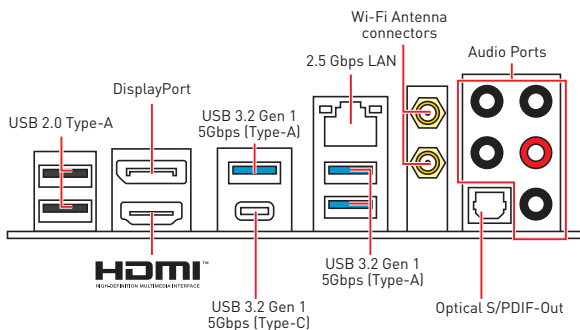 Wi-Fi Antenna
connectors
2.5 Gbps LAN
Audio Ports
DisplayPort
USB 2.0 Type-A
USB 3.2 Gen 1
5Gbps (Type-A)
HDMI™
HIGH-DEFINITION MULTIMEDIA INTERFACE
USB 3.2 Gen 1
5Gbps (Type-C)
USB 3.2 Gen 1
5Gbps (Type-A)
Optical S/PDIF-Out